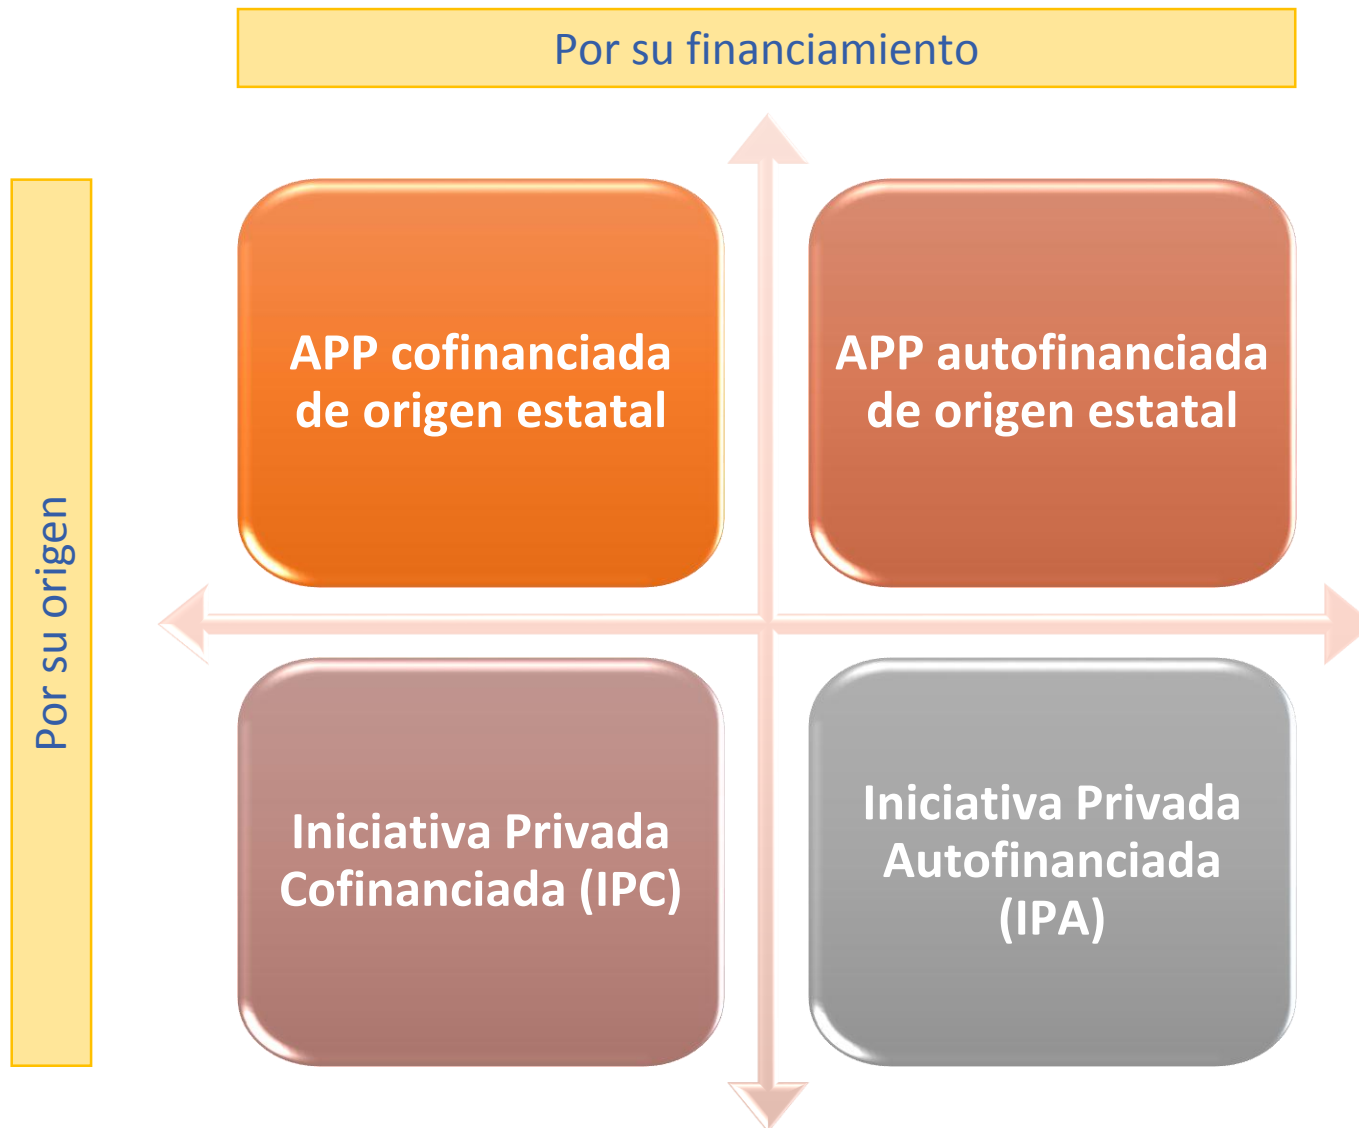 Por su financiamiento
Por su origen
APP cofinanciada
de origen estatal
APP autofinanciada
de origen estatal
Iniciativa Privada
Cofinanciada (IPC)
Iniciativa Privada
Autofinanciada
(IPA)